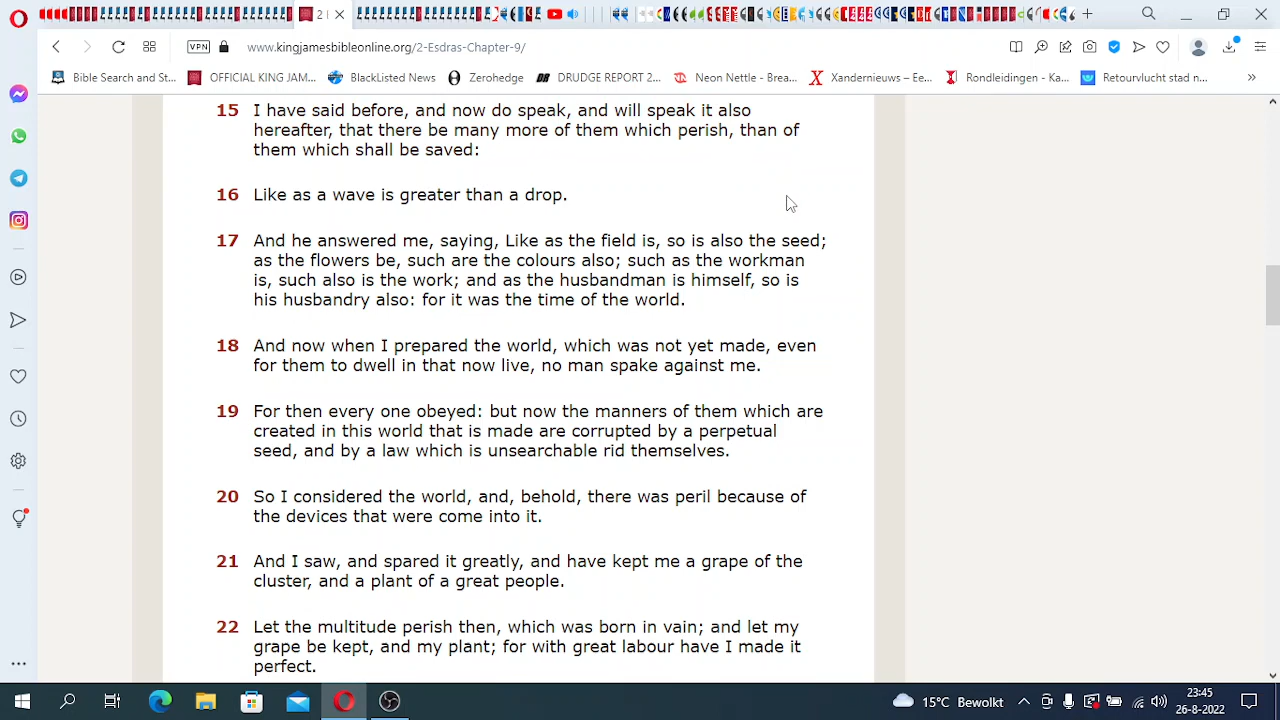 2 E
VPN
www.kingjamesbibleonline.org/2-Esdras-Chapter-9/
Bible Search and St...
OFFICIAL KING JAM...
BlackListed News
Zerohedge
DRUDGE REPORT 2...
Neon Nettle - Brea...
Xandernieuws – Ee...
Rondleidingen - Ka...
Retourvlucht stad n...
15 I have said before, and now do speak, and will speak it also
hereafter, that there be many more of them which perish, than of
them which shall be saved:
16 Like as a wave is greater than a drop.
17 And he answered me, saying, Like as the field is, so is also the seed;
as the flowers be, such are the colours also; such as the workman
is, such also is the work; and as the husbandman is himself, so is
his husbandry also: for it was the time of the world.
18 And now when I prepared the world, which was not yet made, even
for them to dwell in that now live, no man spake against me.
19 For then every one obeyed: but now the manners of them which are
created in this world that is made are corrupted by a perpetual
seed, and by a law which is unsearchable rid themselves.
20 So I considered the world, and, behold, there was peril because of
the devices that were come into it.
21 And I saw, and spared it greatly, and have kept me a grape of the
cluster, and a plant of a great people.
22 Let the multitude perish then, which was born in vain; and let my
grape be kept, and my plant; for with great labour have I made it
perfect.
15°C Bewolkt
23:45
26-8-2022